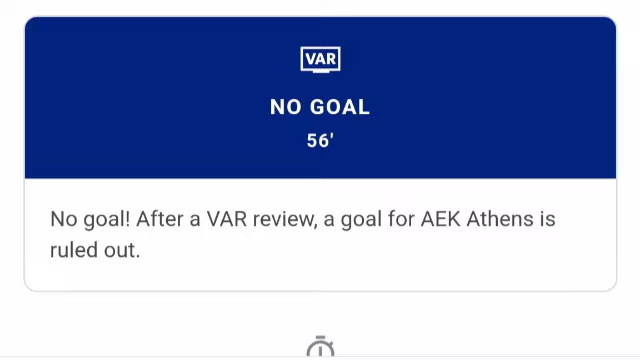 VAR
NO GOAL
56'
No goal! After a VAR review, a goal for AEK Athens is
ruled out.